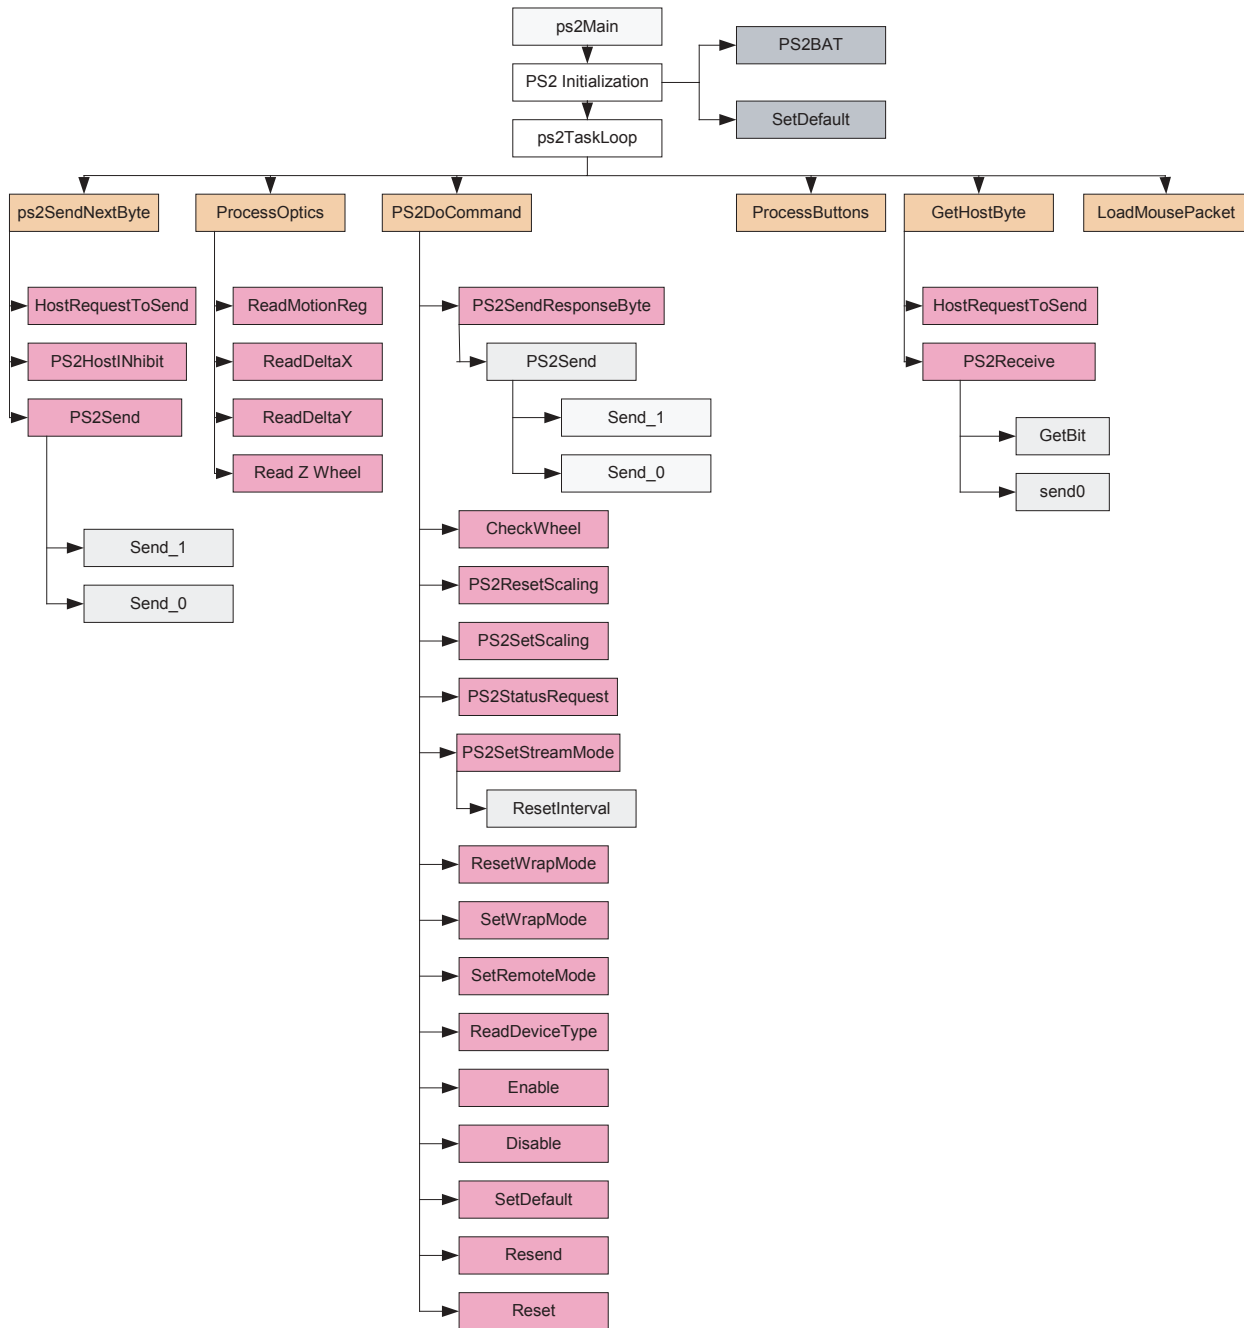 ps2Main
PS2BAT
PS2 Initialization
SetDefault
ps2TaskLoop
ps2SendNextByte
ProcessOptics
PS2DoCommand
ProcessButtons
GetHostByte
LoadMousePacket
HostRequestToSend
PS2HostINhibit
PS2Send
Send_1
Send_0
ReadMotionReg
ReadDeltaX
ReadDeltaY
Read Z Wheel
PS2SendResponseByte
PS2Send
Send_1
Send_0
CheckWheel
PS2ResetScaling
PS2SetScaling
PS2StatusRequest
PS2SetStreamMode
ResetInterval
ResetWrapMode
SetWrapMode
SetRemoteMode
ReadDeviceType
Enable
Disable
SetDefault
Resend
Reset
HostRequestToSend
PS2Receive
GetBit
send0